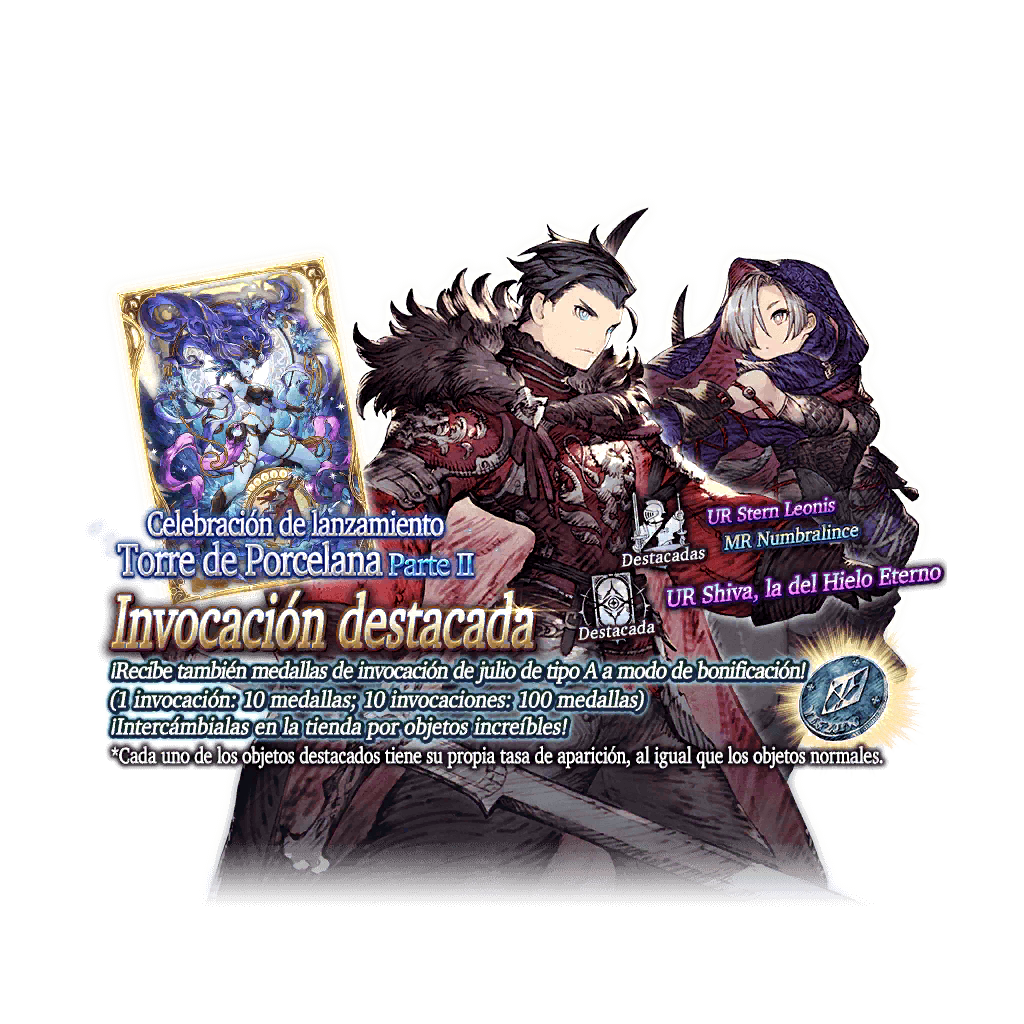 Celebración de lanzamiento
Torre de Porcelana Parte II
Invocación destacada
¡Recibe también medallas de invocación de julio de tipo A a modo de bonificación!
(1 invocación: 10 medallas; 10 invocaciones: 100 medallas)
¡Intercámbialas en la tienda por objetos increíbles!
*Cada uno de los objetos destacados tiene su propia tasa de aparición, al igual que los objetos normales.
Destacadas
UR Stern Leonis
MR Numbralince
Destacada
UR Shiva, la del Hielo Eterno